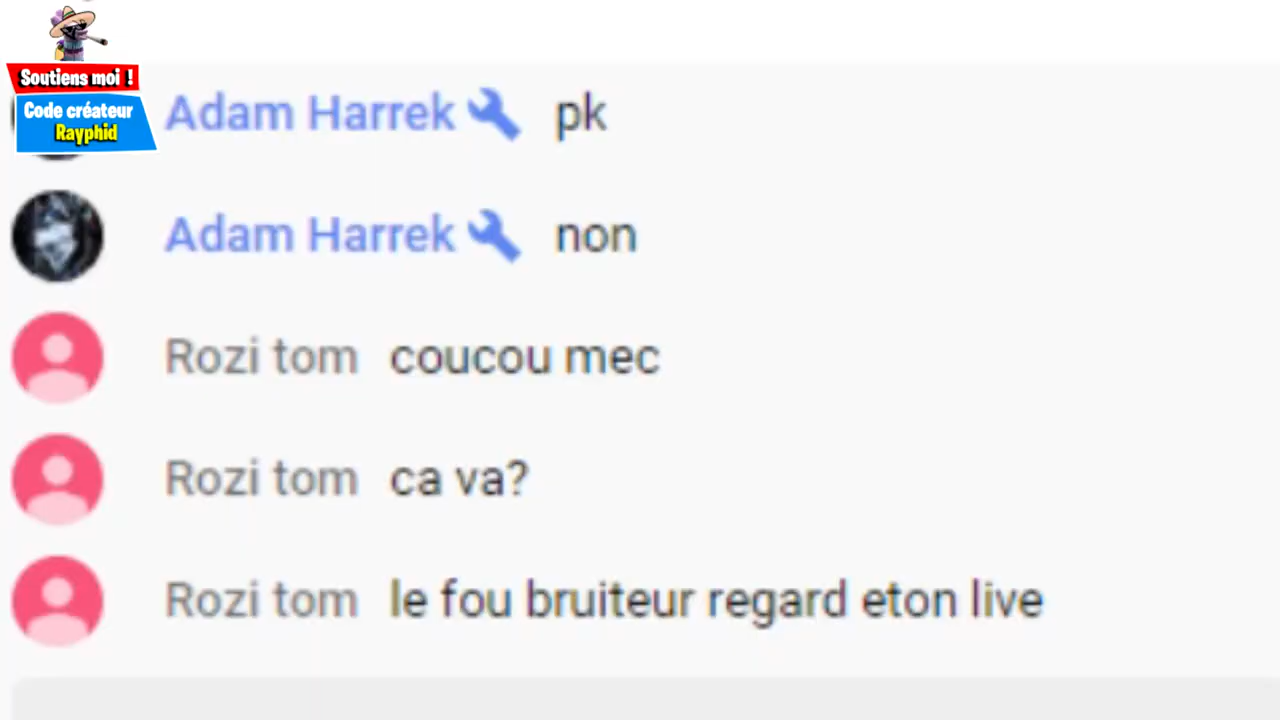 Soutiens moi !
Code créateur
Rayphid
Adam Harrek pk
Adam Harrek non
Rozi tom coucou mec
Rozi tom ca va?
Rozi tom le fou bruiteur regard eton live